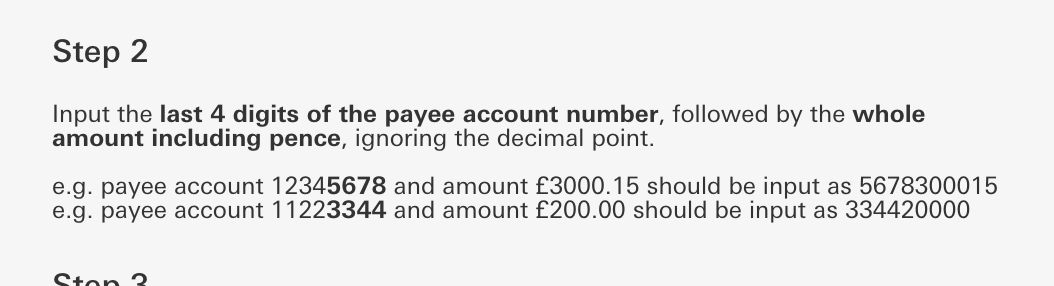 Step 2
Input the last 4 digits of the payee account number, followed by the whole
amount including pence, ignoring the decimal point.
e.g. payee account 12345678 and amount £3000.15 should be input as 5678300015
e.g. payee account 11223344 and amount £200.00 should be input as 334420000
Step 3